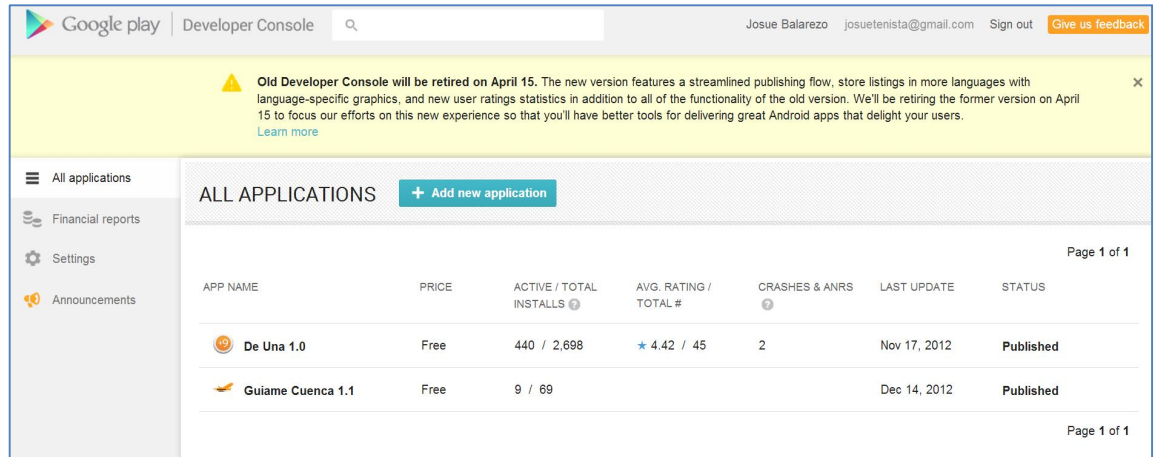 Google play Developer Console Josue Balarezo josuetenista@gmail.com Sign out Give us feedback
Old Developer Console will be retired on April 15. The new version features a streamlined publishing flow, store listings in more languages with
language-specific graphics, and new user ratings statistics in addition to all of the functionality of the old version. We'll be retiring the former version on April
15 to focus our efforts on this new experience so that you'll have better tools for delivering great Android apps that delight your users.
Learn more
All applications
Financial reports
Settings
Announcements
ALL APPLICATIONS + Add new application
Page 1 of 1
APP NAME PRICE ACTIVE / TOTAL INSTALLS ? AVG. RATING / TOTAL # CRASHES & ANRS ? LAST UPDATE STATUS
+9 De Una 1.0 Free 440 / 2,698 ★ 4.42 / 45 2 Nov 17, 2012 Published
Guiame Cuenca 1.1 Free 9 / 69 Dec 14, 2012 Published
Page 1 of 1